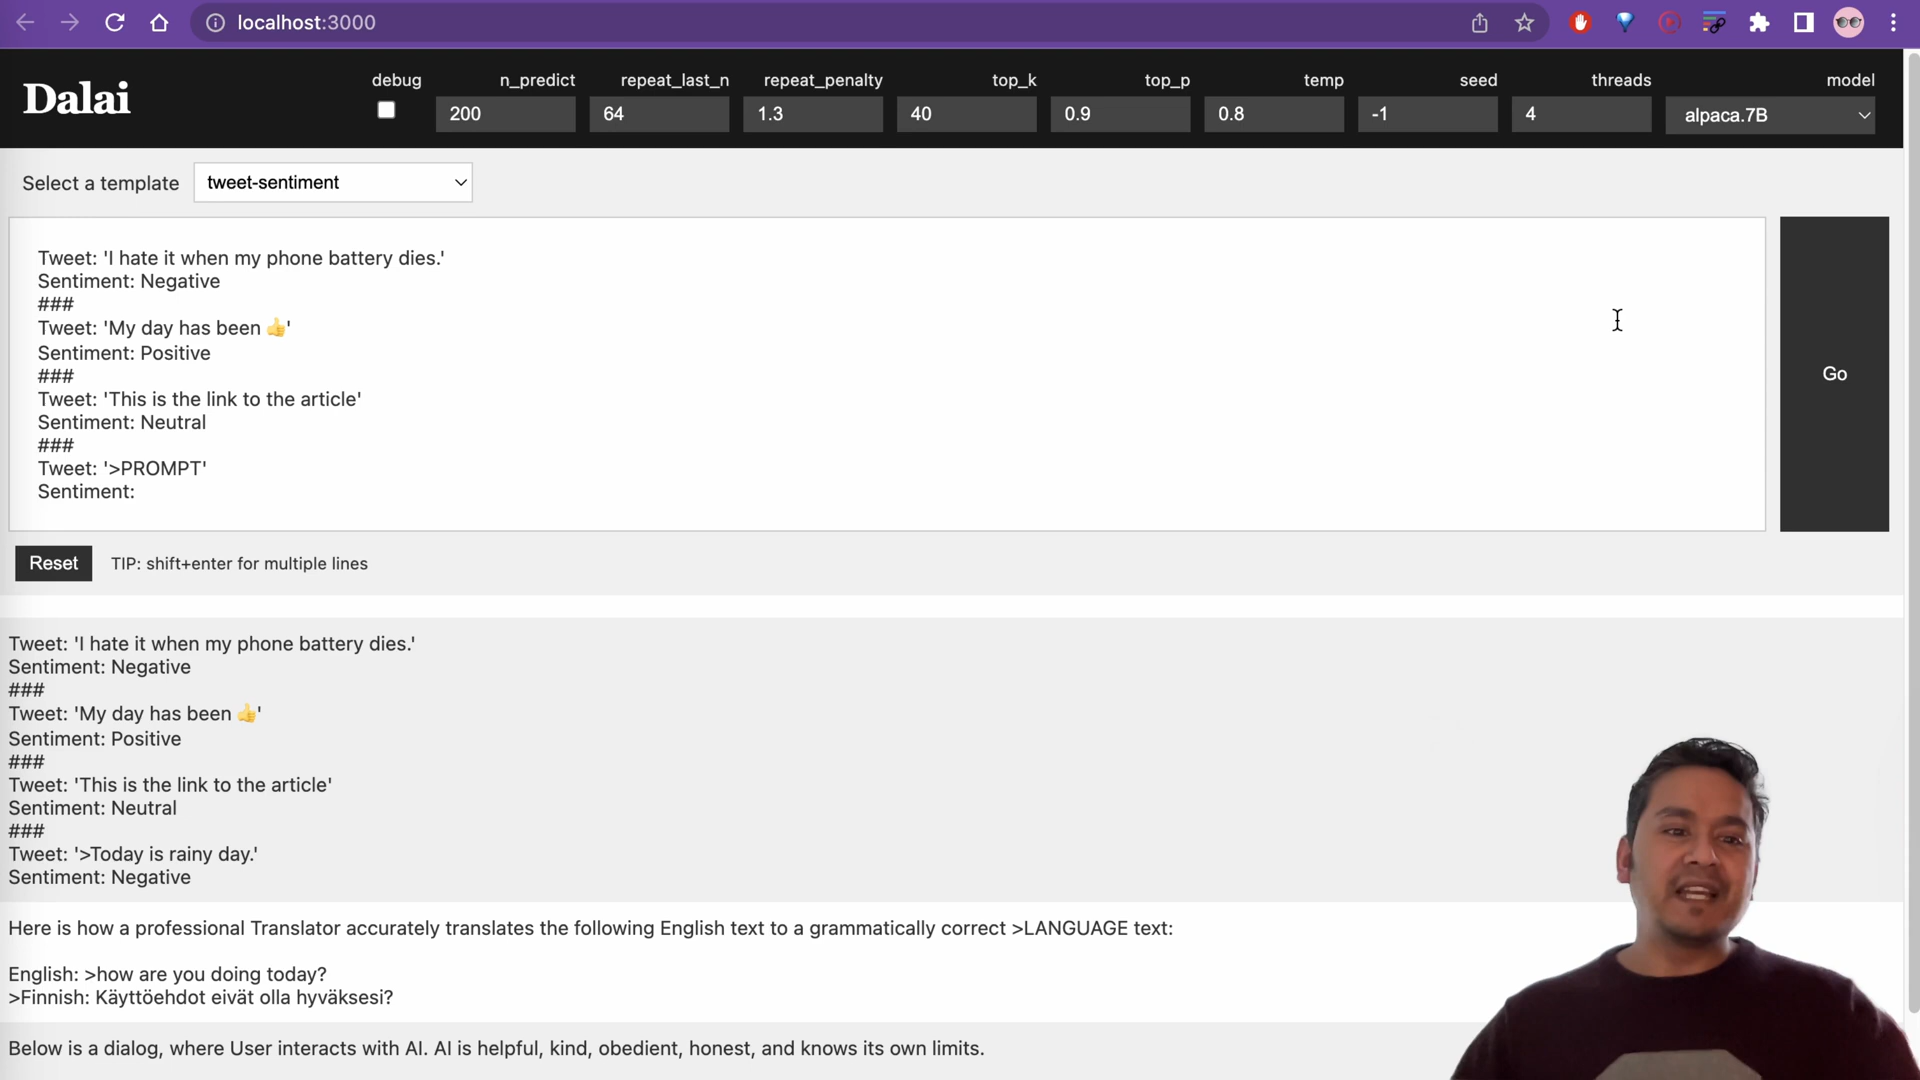 localhost:3000
Dalai
debug n_predict repeat_last_n repeat_penalty top_k top_p temp seed threads model
200 64 1.3 40 0.9 0.8 -1 4 alpaca.7B
Select a template tweet-sentiment
Tweet: 'I hate it when my phone battery dies.'
Sentiment: Negative
###
Tweet: 'My day has been 👍'
Sentiment: Positive
###
Tweet: 'This is the link to the article'
Sentiment: Neutral
###
Tweet: '>PROMPT'
Sentiment:
Go
Reset TIP: shift+enter for multiple lines
Tweet: 'I hate it when my phone battery dies.'
Sentiment: Negative
###
Tweet: 'My day has been 👍'
Sentiment: Positive
###
Tweet: 'This is the link to the article'
Sentiment: Neutral
###
Tweet: '>Today is rainy day.'
Sentiment: Negative
Here is how a professional Translator accurately translates the following English text to a grammatically correct >LANGUAGE text:
English: >how are you doing today?
>Finnish: Käyttöehdot eivät olla hyväksesi?
Below is a dialog, where User interacts with AI. AI is helpful, kind, obedient, honest, and knows its own limits.